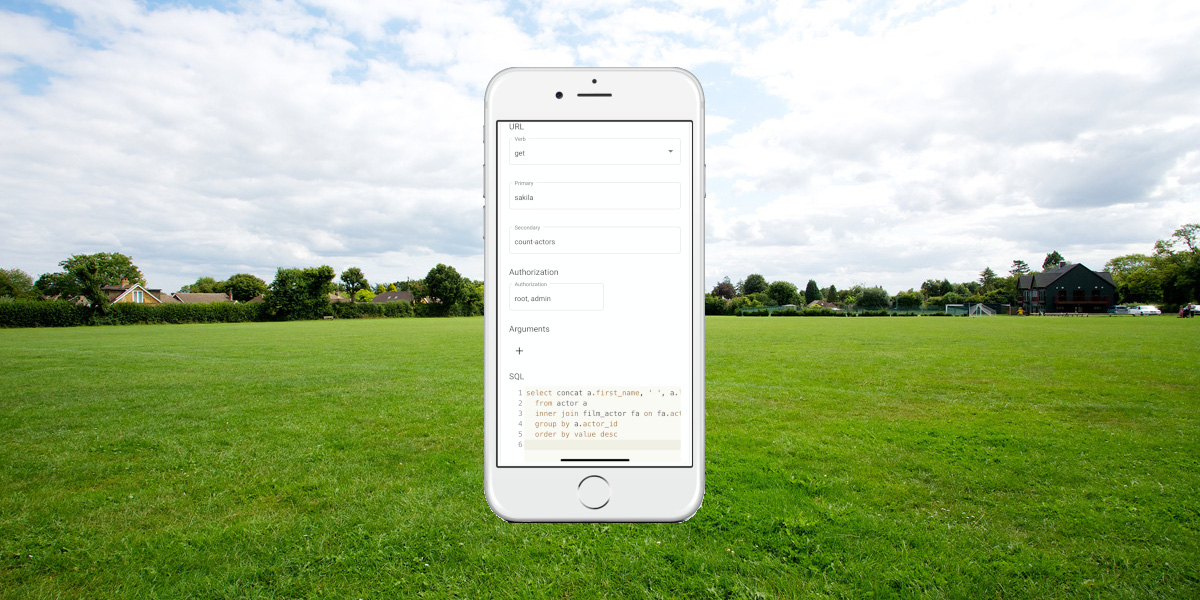 URL
Verb
get
Primary
sakila
Secondary
count-actors
Authorization
Authorization
root, admin
Arguments
+
SQL
1 select concat a.first_name, ' ', a.
2 from actor a
3 inner join film_actor fa on fa.act
4 group by a.actor_id
5 order by value desc
6